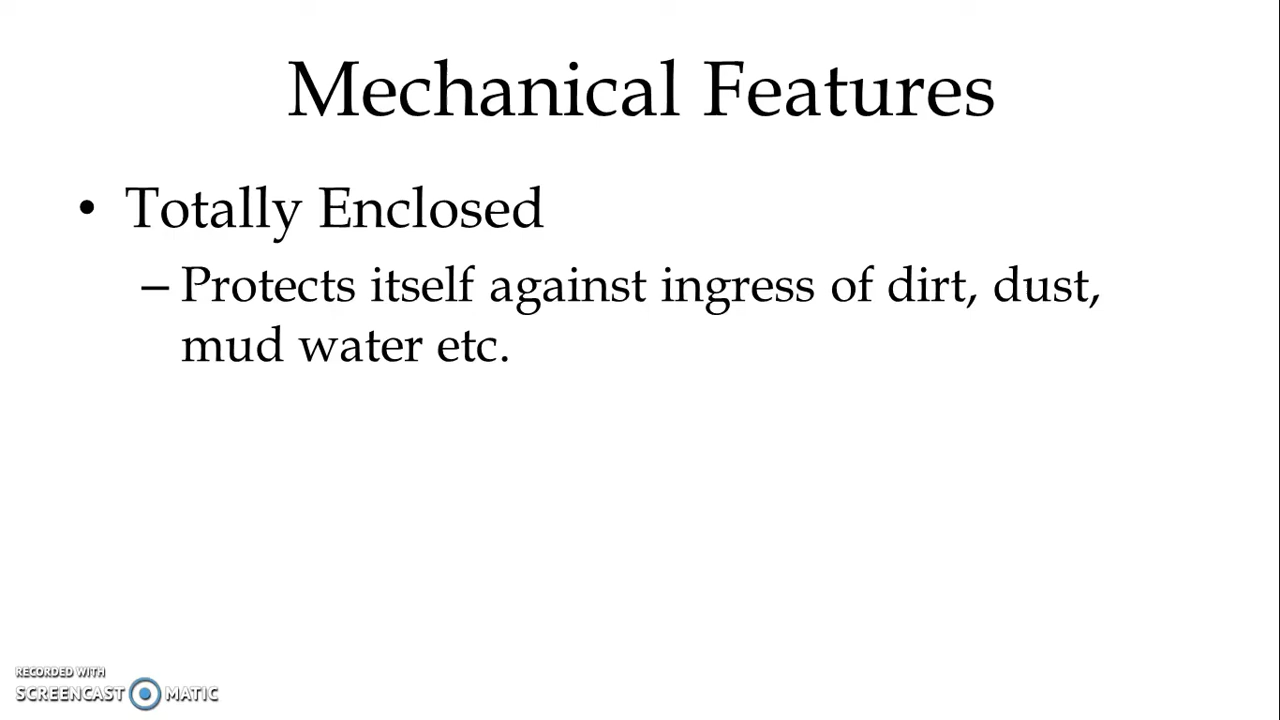 Mechanical Features
• Totally Enclosed
– Protects itself against ingress of dirt, dust,
mud water etc.
RECORDED WITH
SCREENCAST MATIC